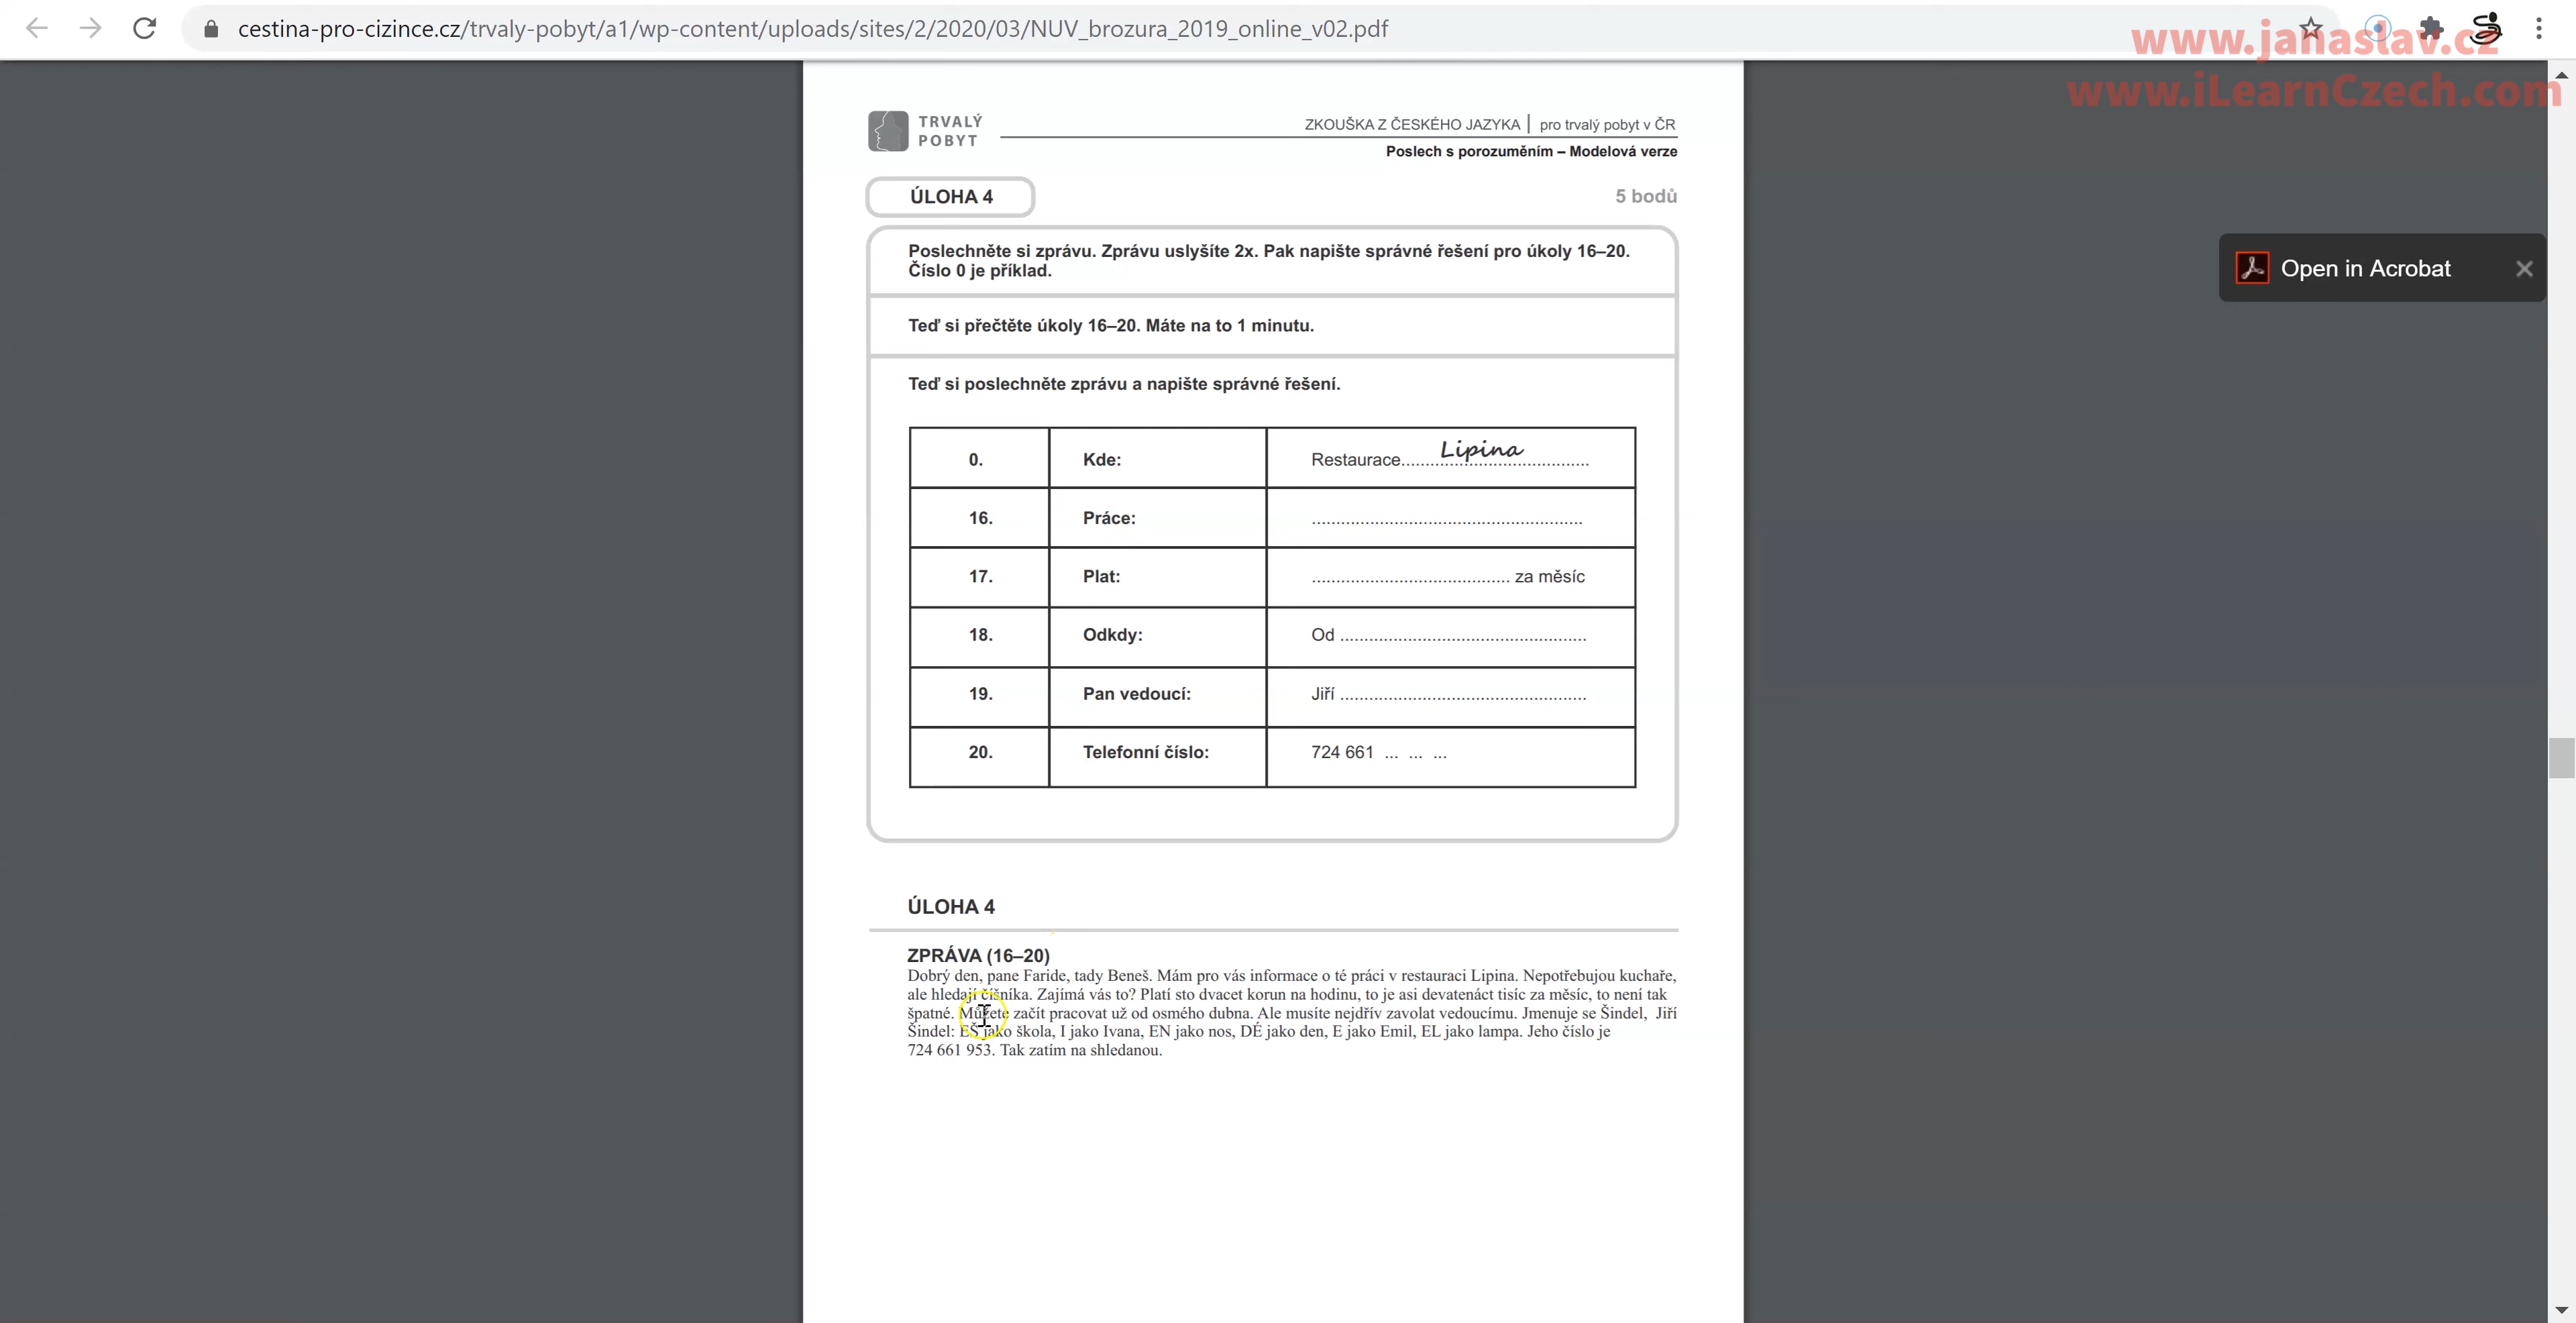 cestina-pro-cizince.cz/trvaly-pobyt/a1/wp-content/uploads/sites/2/2020/03/NUV_brozura_2019_online_v02.pdf
www.janaslav.cz
www.iLearnCzech.com
TRVALÝ
POBYT
ZKOUŠKA Z ČESKÉHO JAZYKA | pro trvalý pobyt v ČR
Poslech s porozuměním – Modelová verze
ÚLOHA 4
5 bodů
Poslechněte si zprávu. Zprávu uslyšíte 2x. Pak napište správné řešení pro úkoly 16–20.
Číslo 0 je příklad.
Open in Acrobat
Teď si přečtěte úkoly 16–20. Máte na to 1 minutu.
Teď si poslechněte zprávu a napište správné řešení.
0. Kde: Restaurace.......Lipina.......
16. Práce: ........................................................
17. Plat: ......................................... za měsíc
18. Odkdy: Od ...................................................
19. Pan vedoucí: Jiří ...................................................
20. Telefonní číslo: 724 661 ... ... ...
ÚLOHA 4
ZPRÁVA (16–20)
Dobrý den, pane Faride, tady Beneš. Mám pro vás informace o té práci v restauraci Lipina. Nepotřebujou kuchaře,
ale hledají číšníka. Zajímá vás to? Platí sto dvacet korun na hodinu, to je asi devatenáct tisíc za měsíc, to není tak
špatné. Můžete začít pracovat už od osmého dubna. Ale musíte nejdřív zavolat vedoucímu. Jmenuje se Šindel, Jiří
Šindel: EŠ jako škola, I jako Ivana, EN jako nos, DÉ jako den, E jako Emil, EL jako lampa. Jeho číslo je
724 661 953. Tak zatím na shledanou.